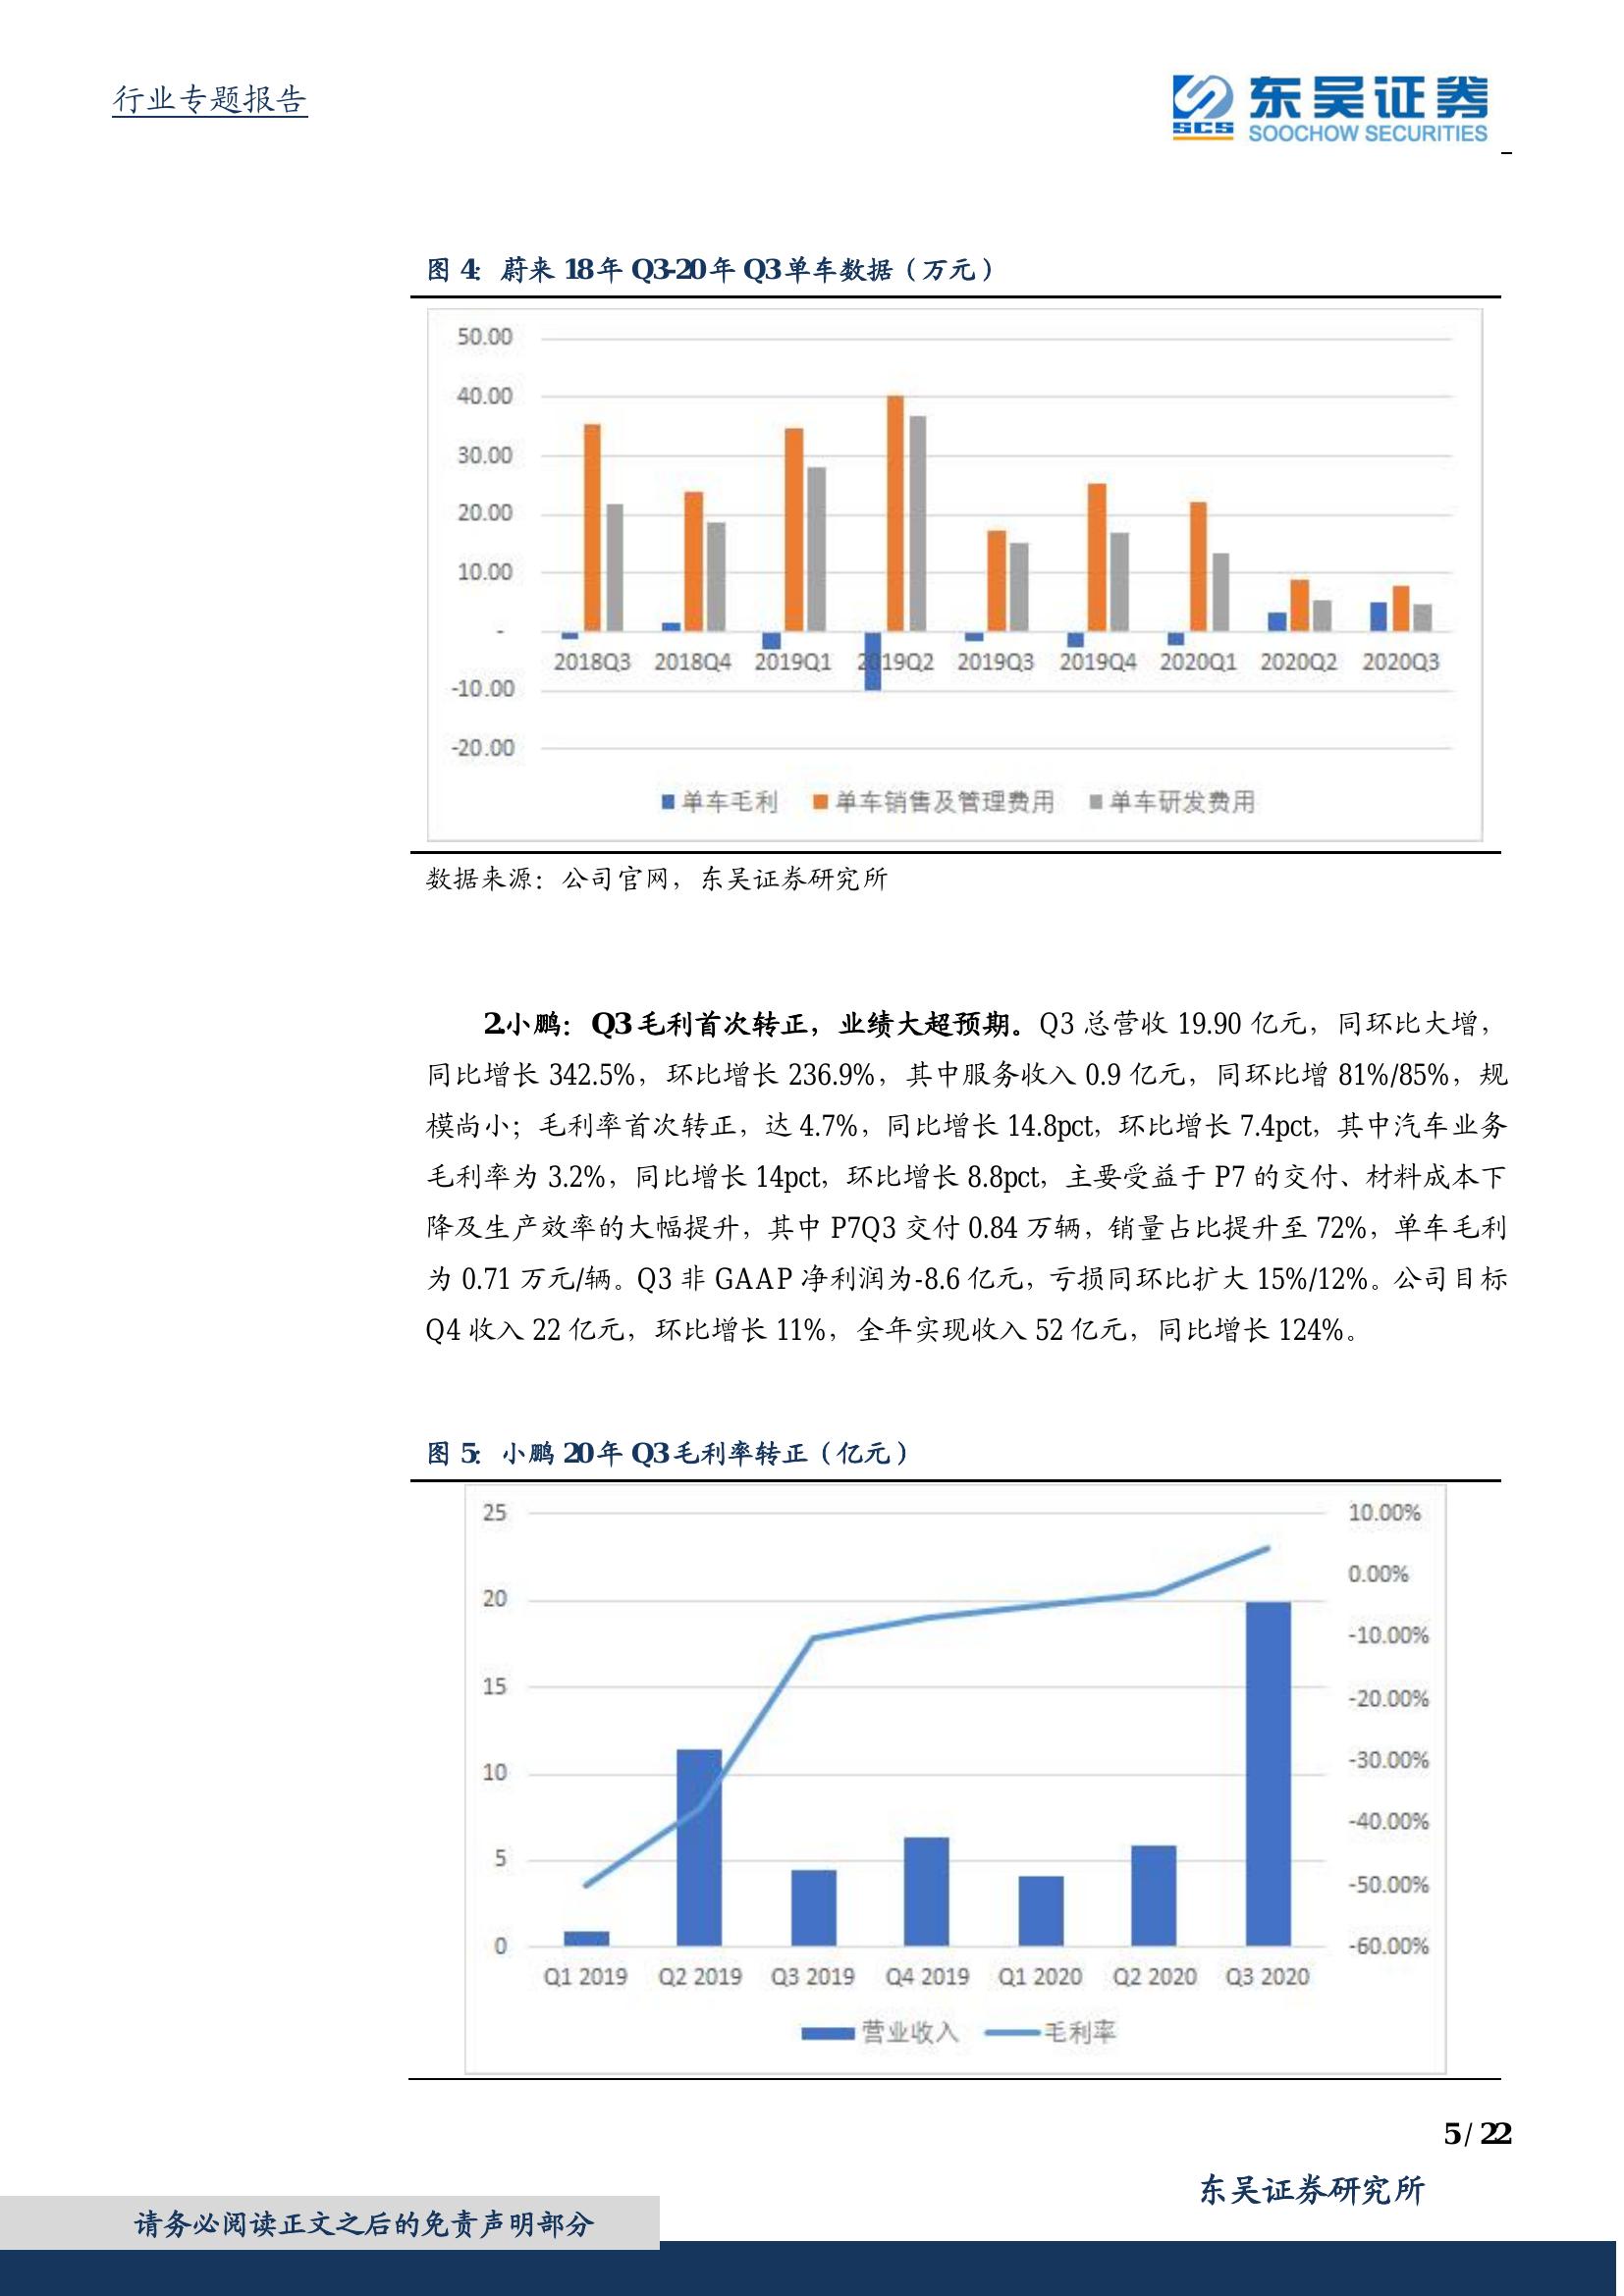 行业专题报告
东吴证券
SCS
SOOCHOW SECURITIES
图 4: 蔚来 18 年 Q3-20 年 Q3 单车数据（万元）
50.00
40.00
30.00
20.00
10.00
-
-10.00
-20.00
2018Q3 2018Q4 2019Q1 2019Q2 2019Q3 2019Q4 2020Q1 2020Q2 2020Q3
单车毛利 单车销售及管理费用 单车研发费用
数据来源：公司官网，东吴证券研究所
2.小鹏：Q3 毛利首次转正，业绩大超预期。Q3 总营收 19.90 亿元，同环比大增，
同比增长 342.5%，环比增长 236.9%，其中服务收入 0.9 亿元，同环比增 81%/85%，规
模尚小；毛利率首次转正，达 4.7%，同比增长 14.8pct，环比增长 7.4pct，其中汽车业务
毛利率为 3.2%，同比增长 14pct，环比增长 8.8pct，主要受益于 P7 的交付、材料成本下
降及生产效率的大幅提升，其中 P7Q3 交付 0.84 万辆，销量占比提升至 72%，单车毛利
为 0.71 万元/辆。Q3 非 GAAP 净利润为-8.6 亿元，亏损同环比扩大 15%/12%。公司目标
Q4 收入 22 亿元，环比增长 11%，全年实现收入 52 亿元，同比增长 124%。
图 5: 小鹏 20 年 Q3 毛利率转正（亿元）
25
20
15
10
5
0
10.00%
0.00%
-10.00%
-20.00%
-30.00%
-40.00%
-50.00%
-60.00%
Q1 2019 Q2 2019 Q3 2019 Q4 2019 Q1 2020 Q2 2020 Q3 2020
营业收入 毛利率
5 / 22
东吴证券研究所
请务必阅读正文之后的免责声明部分